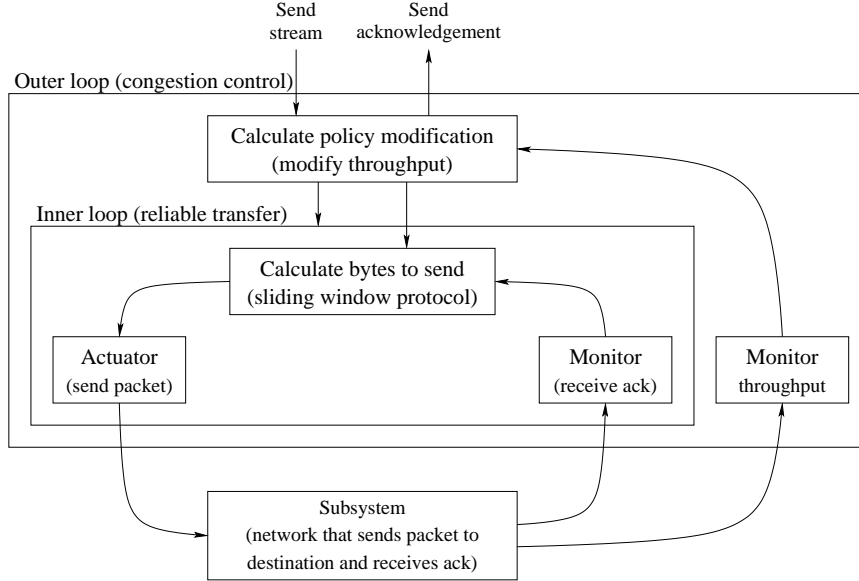 Send
stream
Send
acknowledgement
Outer loop (congestion control)
Calculate policy modification
(modify throughput)
Inner loop (reliable transfer)
Calculate bytes to send
(sliding window protocol)
Actuator
(send packet)
Monitor
(receive ack)
Monitor
throughput
Subsystem
(network that sends packet to
destination and receives ack)